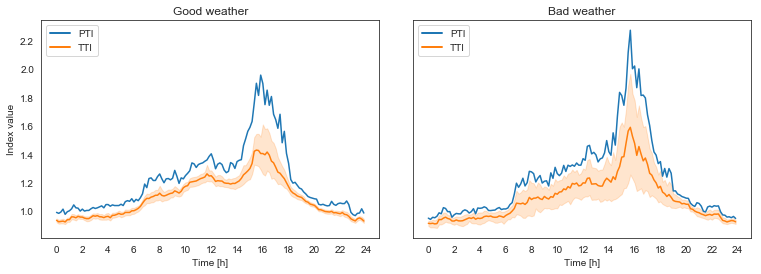 Good weather
PTI
TTI
2.2
2.0
1.8
1.6
1.4
1.2
1.0
Index value
0 2 4 6 8 10 12 14 16 18 20 22 24
Time [h]
Bad weather
PTI
TTI
0 2 4 6 8 10 12 14 16 18 20 22 24
Time [h]